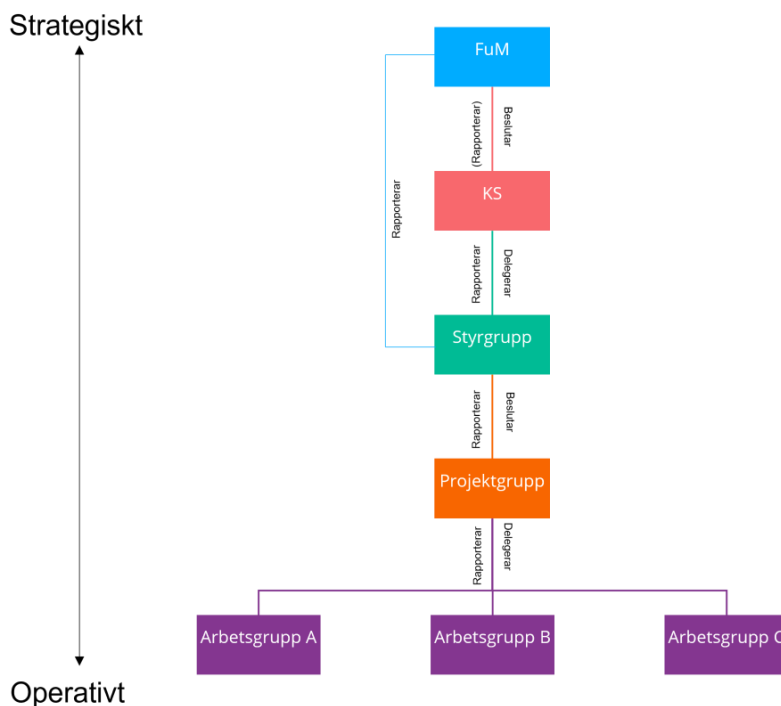 Strategiskt
FuM
(Rapporterar)
Beslutar
KS
Rapporterar
Rapporterar
Delegerar
Styrgrupp
Rapporterar
Beslutar
Projektgrupp
Rapporterar
Delegerar
Arbetsgrupp A
Arbetsgrupp B
Arbetsgrupp C
Operativt